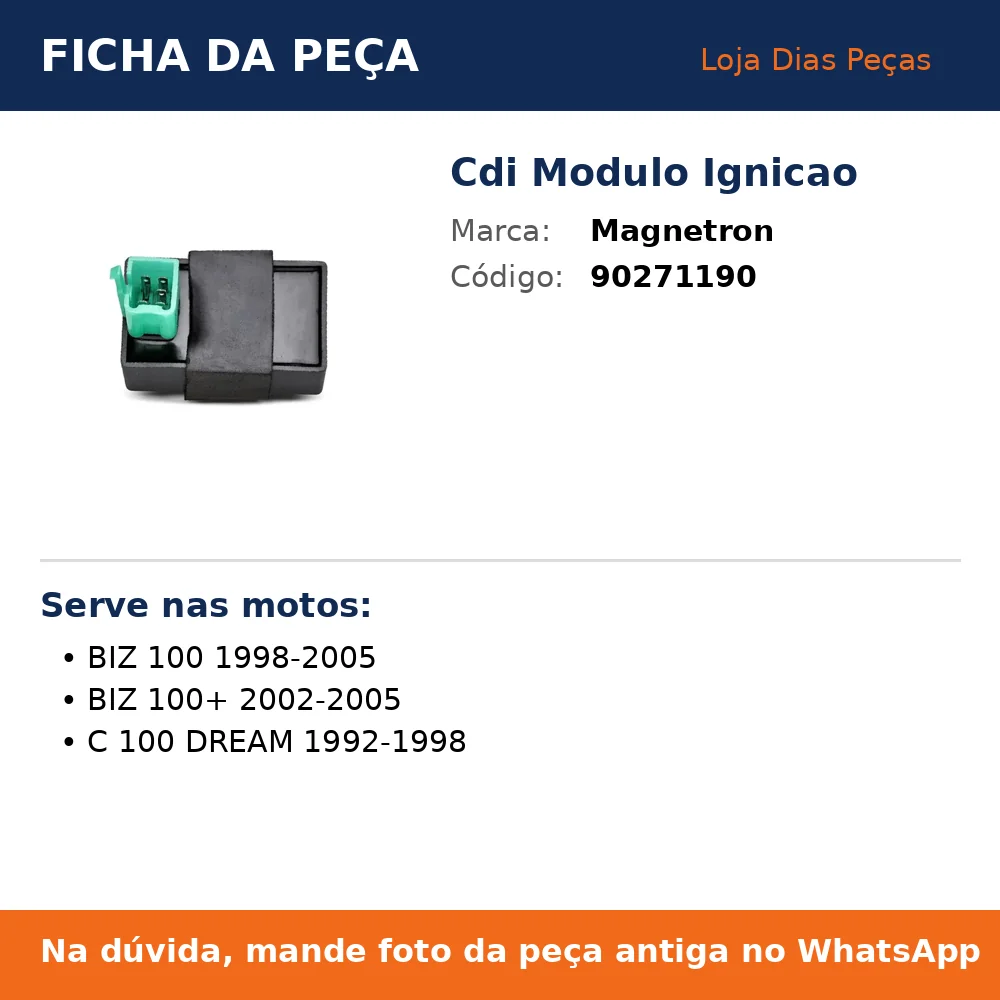 FICHA DA PEÇA
Loja Dias Peças
Cdi Modulo Ignicao
Marca: Magnetron
Código: 90271190
Serve nas motos:
• BIZ 100 1998-2005
• BIZ 100+ 2002-2005
• C 100 DREAM 1992-1998
Na dúvida, mande foto da peça antiga no WhatsApp